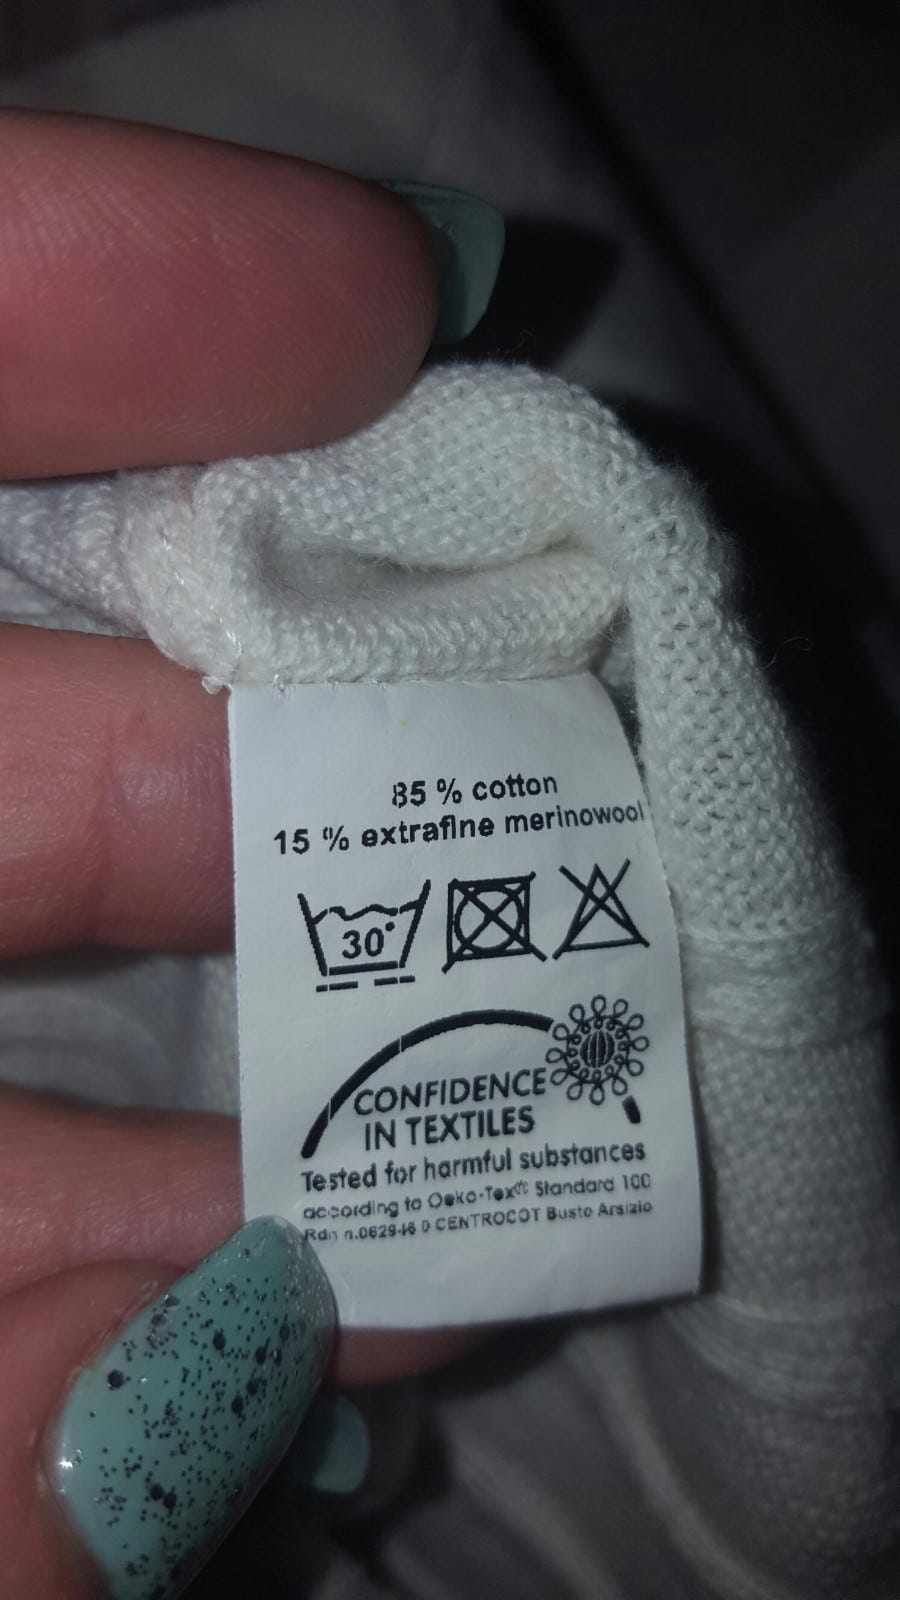 85 % cotton
15 % extrafine merinowool
30°
CONFIDENCE
IN TEXTILES
Tested for harmful substances
according to Oeko-Tex® Standard 100
n.0629 CENTROCOT Busto Arsizio